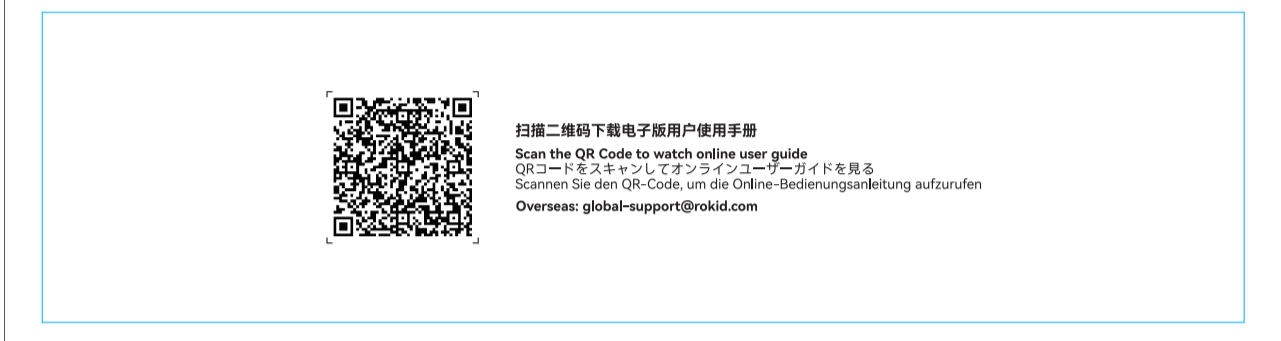 扫描二维码下载电子版用户使用手册
Scan the QR Code to watch online user guide
QRコードをスキャンしてオンラインユーザーガイドを見る
Scannen Sie den QR-Code, um die Online-Bedienungsanleitung aufzurufen
Overseas: global-support@rokid.com